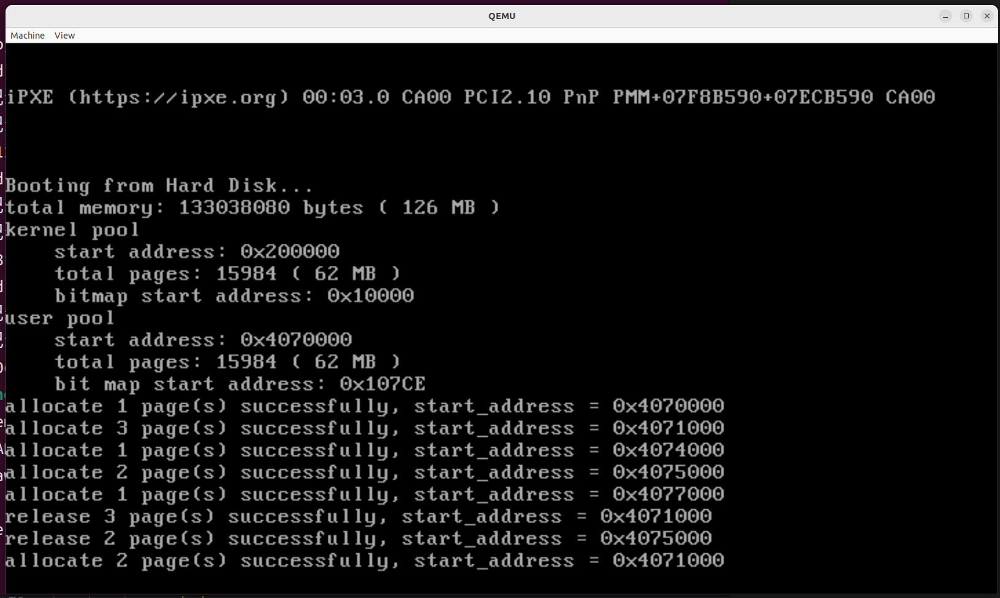 QEMU
Machine View
iPXE (https://ipxe.org) 00:03.0 CA00 PCI2.10 PnP PMM+07F8B590+07ECB590 CA00
Booting from Hard Disk...
total memory: 133038080 bytes ( 126 MB )
kernel pool
    start address: 0x200000
    total pages: 15984 ( 62 MB )
    bitmap start address: 0x10000
user pool
    start address: 0x4070000
    total pages: 15984 ( 62 MB )
    bit map start address: 0x107CE
allocate 1 page(s) successfully, start_address = 0x4070000
allocate 3 page(s) successfully, start_address = 0x4071000
allocate 1 page(s) successfully, start_address = 0x4074000
allocate 2 page(s) successfully, start_address = 0x4075000
allocate 1 page(s) successfully, start_address = 0x4077000
release 3 page(s) successfully, start_address = 0x4071000
release 2 page(s) successfully, start_address = 0x4075000
allocate 2 page(s) successfully, start_address = 0x4071000